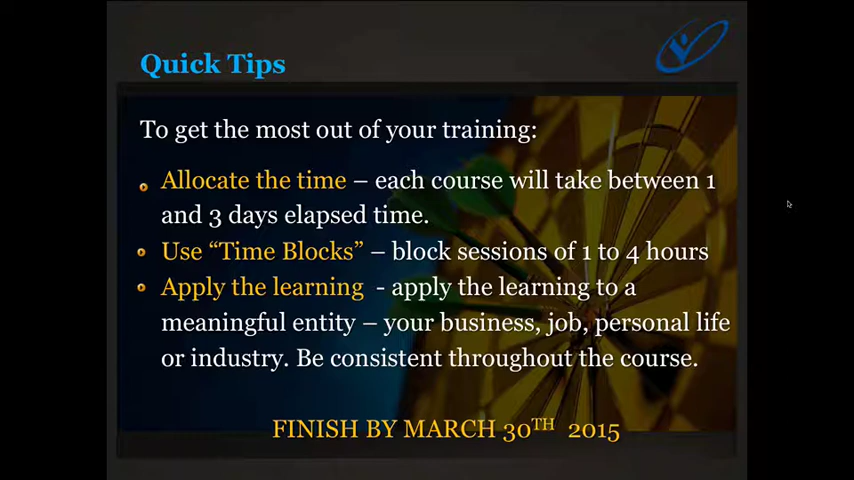 Quick Tips
To get the most out of your training:
Allocate the time – each course will take between 1
and 3 days elapsed time.
Use “Time Blocks” – block sessions of 1 to 4 hours
Apply the learning - apply the learning to a
meaningful entity – your business, job, personal life
or industry. Be consistent throughout the course.
FINISH BY MARCH 30TH 2015